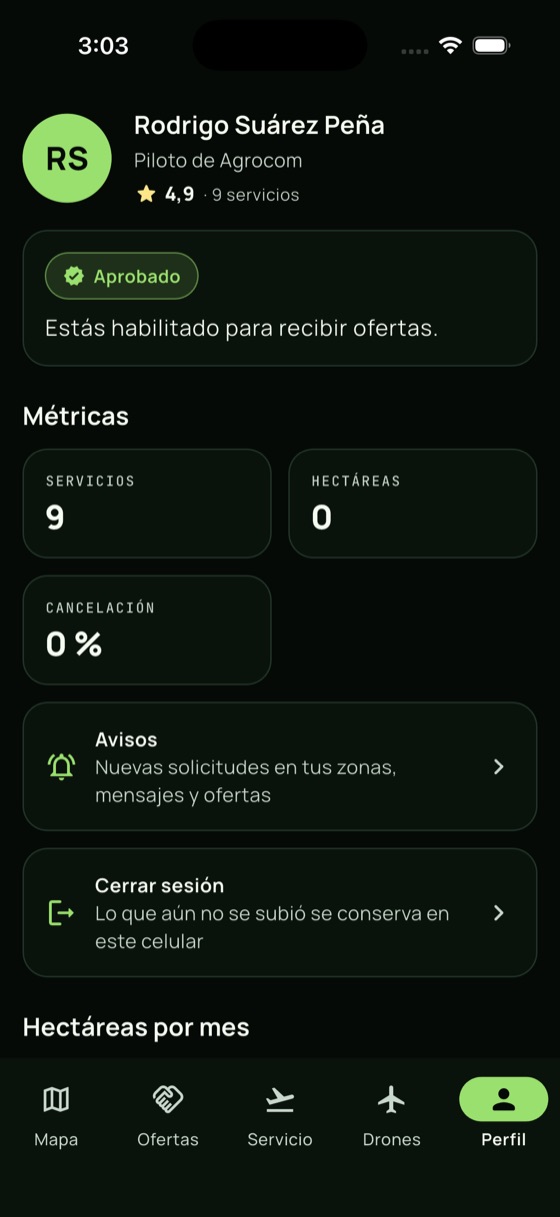 3:03
RS
Rodrigo Suárez Peña
Piloto de Agrocom
4,9 · 9 servicios
Aprobado
Estás habilitado para recibir ofertas.
Métricas
SERVICIOS
9
HECTÁREAS
0
CANCELACIÓN
0 %
Avisos
Nuevas solicitudes en tus zonas,
mensajes y ofertas
Cerrar sesión
Lo que aún no se subió se conserva en
este celular
Hectáreas por mes
Mapa
Ofertas
Servicio
Drones
Perfil